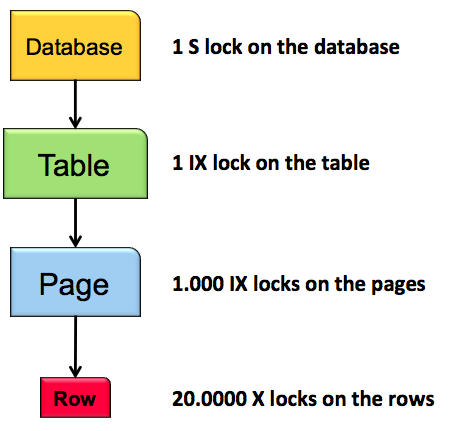 Database
1 S lock on the database
Table
1 IX lock on the table
Page
1.000 IX locks on the pages
Row
20.0000 X locks on the rows